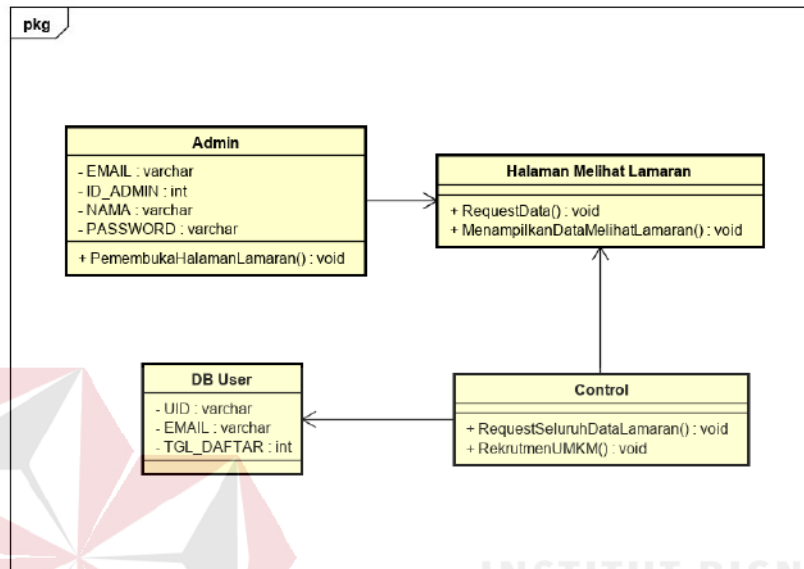 pkg
Admin
- EMAIL : varchar
- ID_ADMIN : int
- NAMA : varchar
- PASSWORD : varchar
+ PemembukaHalamanLamaran() : void
Halaman Melihat Lamaran
+ RequestData() : void
+ MenampilkanDataMelihatLamaran() : void
DB User
- UID : varchar
- EMAIL : varchar
- TGL_DAFTAR : int
Control
+ RequestSeluruhDataLamaran() : void
+ RekrutmenUMKM() : void